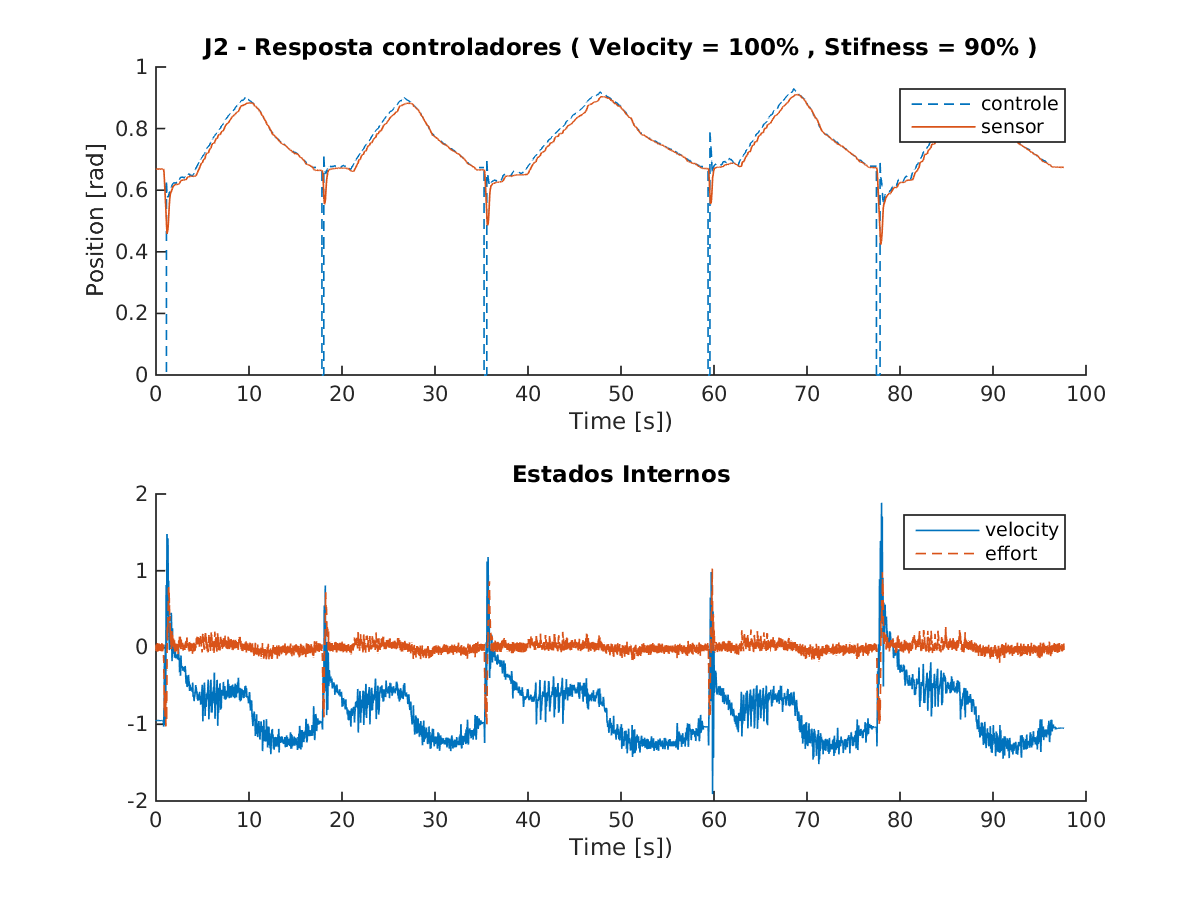 J2 - Resposta controladores ( Velocity = 100% , Stifness = 90% )
1
0.8
0.6
0.4
0.2
0
Position [rad]
controle
sensor
0 10 20 30 40 50 60 70 80 90 100
Time [s])
Estados Internos
2
1
0
-1
-2
velocity
effort
0 10 20 30 40 50 60 70 80 90 100
Time [s])